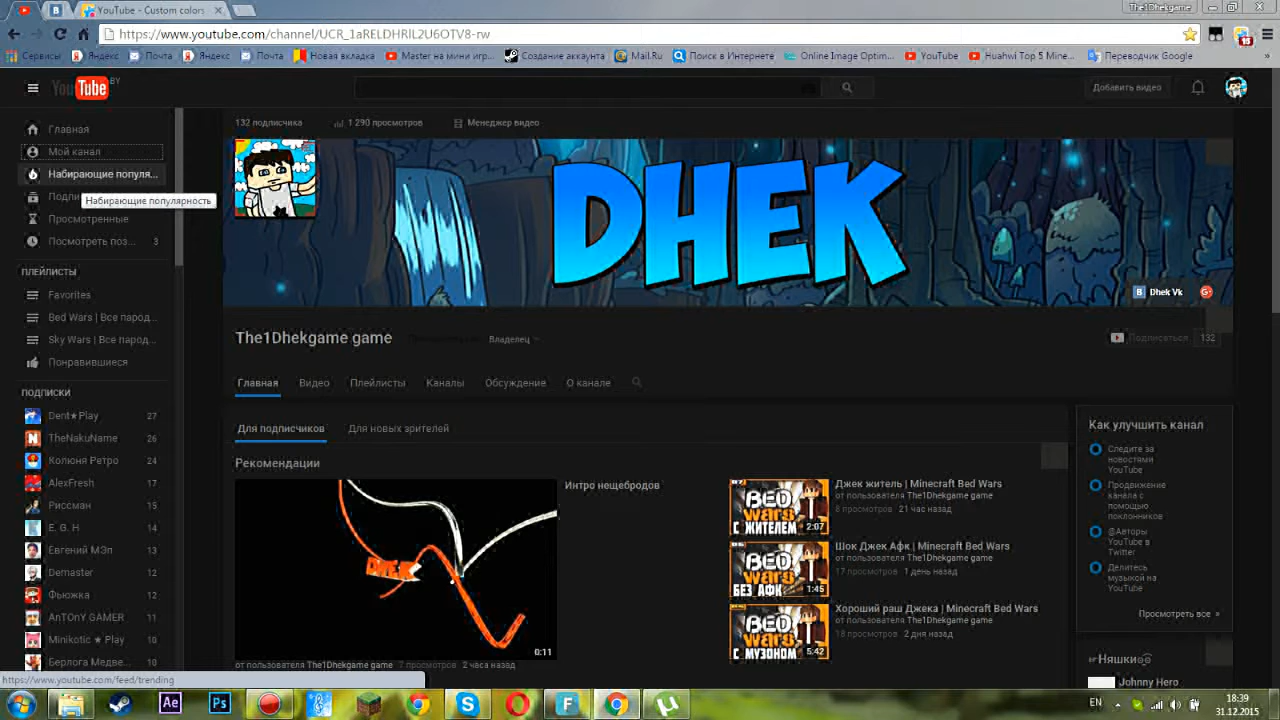 YouTube - Custom colors
The1Dhekgame
https://www.youtube.com/channel/UCR_1aRELDHRlL2U6OTV8-rw
Сервисы
Яндекс
Почта
Яндекс
Почта
Новая вкладка
Master на мини игр...
Создание аккаунта
Mail.Ru
Поиск в Интернете
Online Image Optim...
YouTube
Huahwi Top 5 Mine...
Переводчик Google
15
YouTube BY
Добавить видео
Главная
Мой канал
Набирающие популя...
Набирающие популярность
Просмотренные
Посмотреть поз... 3
ПЛЕЙЛИСТЫ
Favorites
Bed Wars | Все парод...
Sky Wars | Все парод...
Понравившиеся
ПОДПИСКИ
Dent★Play 27
TheNakuName 26
Колюня Ретро 24
AlexFresh 17
Риссман 15
E. G. H 14
Евгений МЭп 13
Demaster 12
Фьюжка 12
AnTOnY GAMER 11
Minikotic ★ Play 10
Берлога Медве... 10
132 подписчика
1 290 просмотров
Менеджер видео
DHEK
Dhek Vk
The1Dhekgame game
Владелец
Подписаться 132
Главная
Видео
Плейлисты
Каналы
Обсуждение
О канале
Для подписчиков
Для новых зрителей
Рекомендации
DHEK
0:11
Интро нещебродов
от пользователя The1Dhekgame game 7 просмотров 2 часа назад
BED WARS С ЖИТЕЛЕМ
2:07
Джек житель | Minecraft Bed Wars
от пользователя The1Dhekgame game
8 просмотров 21 час назад
BED WARS БЕЗ АФК
1:45
Шок Джек Афк | Minecraft Bed Wars
от пользователя The1Dhekgame game
17 просмотров 1 день назад
BED WARS С МУЗОНОМ
5:42
Хороший раш Джека | Minecraft Bed Wars
от пользователя The1Dhekgame game
18 просмотров 2 дня назад
Как улучшить канал
Следите за
новостями
YouTube
Продвижение
канала с
помощью
поклонников
@Авторы
YouTube в
Twitter
Делитесь
музыкой на
YouTube
Просмотреть все »
Няшки
Johnny Hero
https://www.youtube.com/feed/trending
Ae
Ps
EN
18:39
31.12.2015